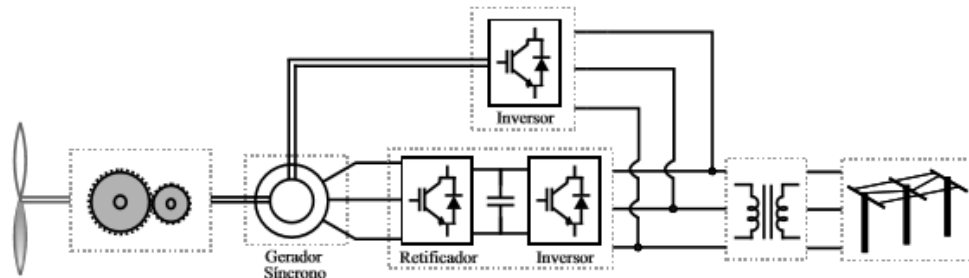 Inversor
Gerador
Síncrono
Retificador
Inversor